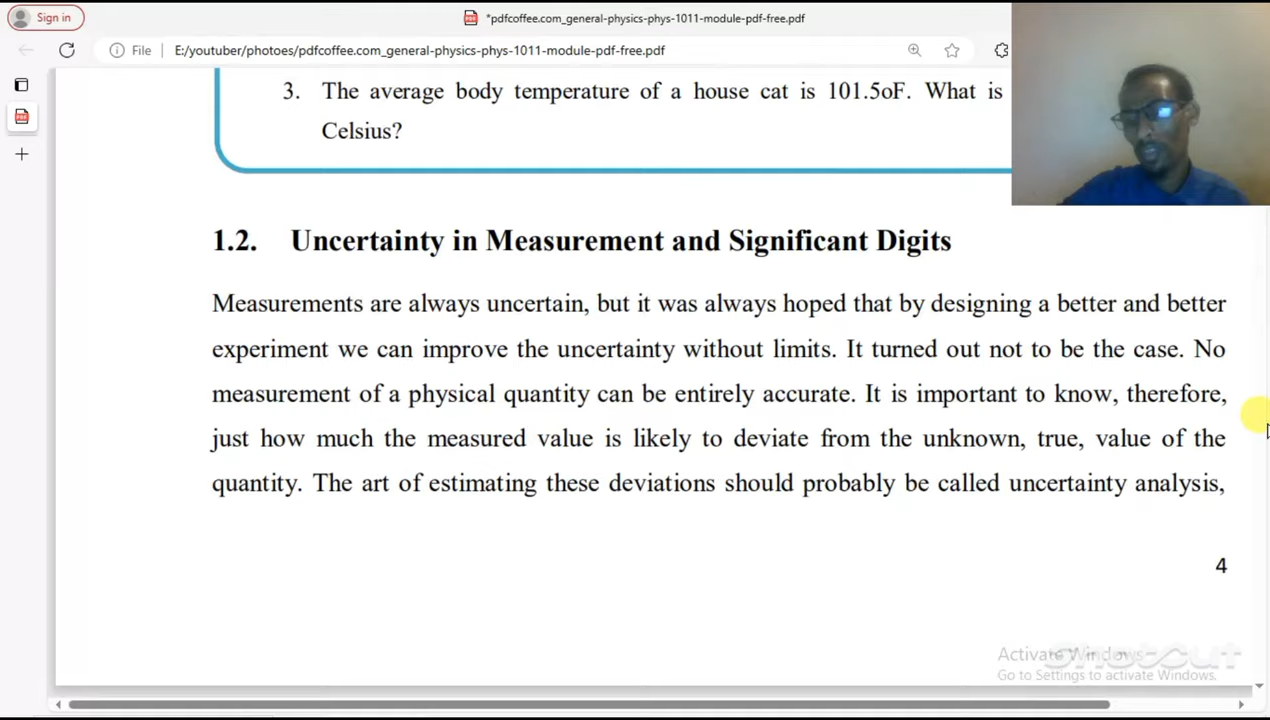 Sign in
*pdfcoffee.com_general-physics-phys-1011-module-pdf-free.pdf
File
E:/youtuber/photoes/pdfcoffee.com_general-physics-phys-1011-module-pdf-free.pdf
3. The average body temperature of a house cat is 101.5oF. What is
Celsius?
1.2. Uncertainty in Measurement and Significant Digits
Measurements are always uncertain, but it was always hoped that by designing a better and better
experiment we can improve the uncertainty without limits. It turned out not to be the case. No
measurement of a physical quantity can be entirely accurate. It is important to know, therefore,
just how much the measured value is likely to deviate from the unknown, true, value of the
quantity. The art of estimating these deviations should probably be called uncertainty analysis,
4
Activate Windows
shotcut
Go to Settings to activate Windows.